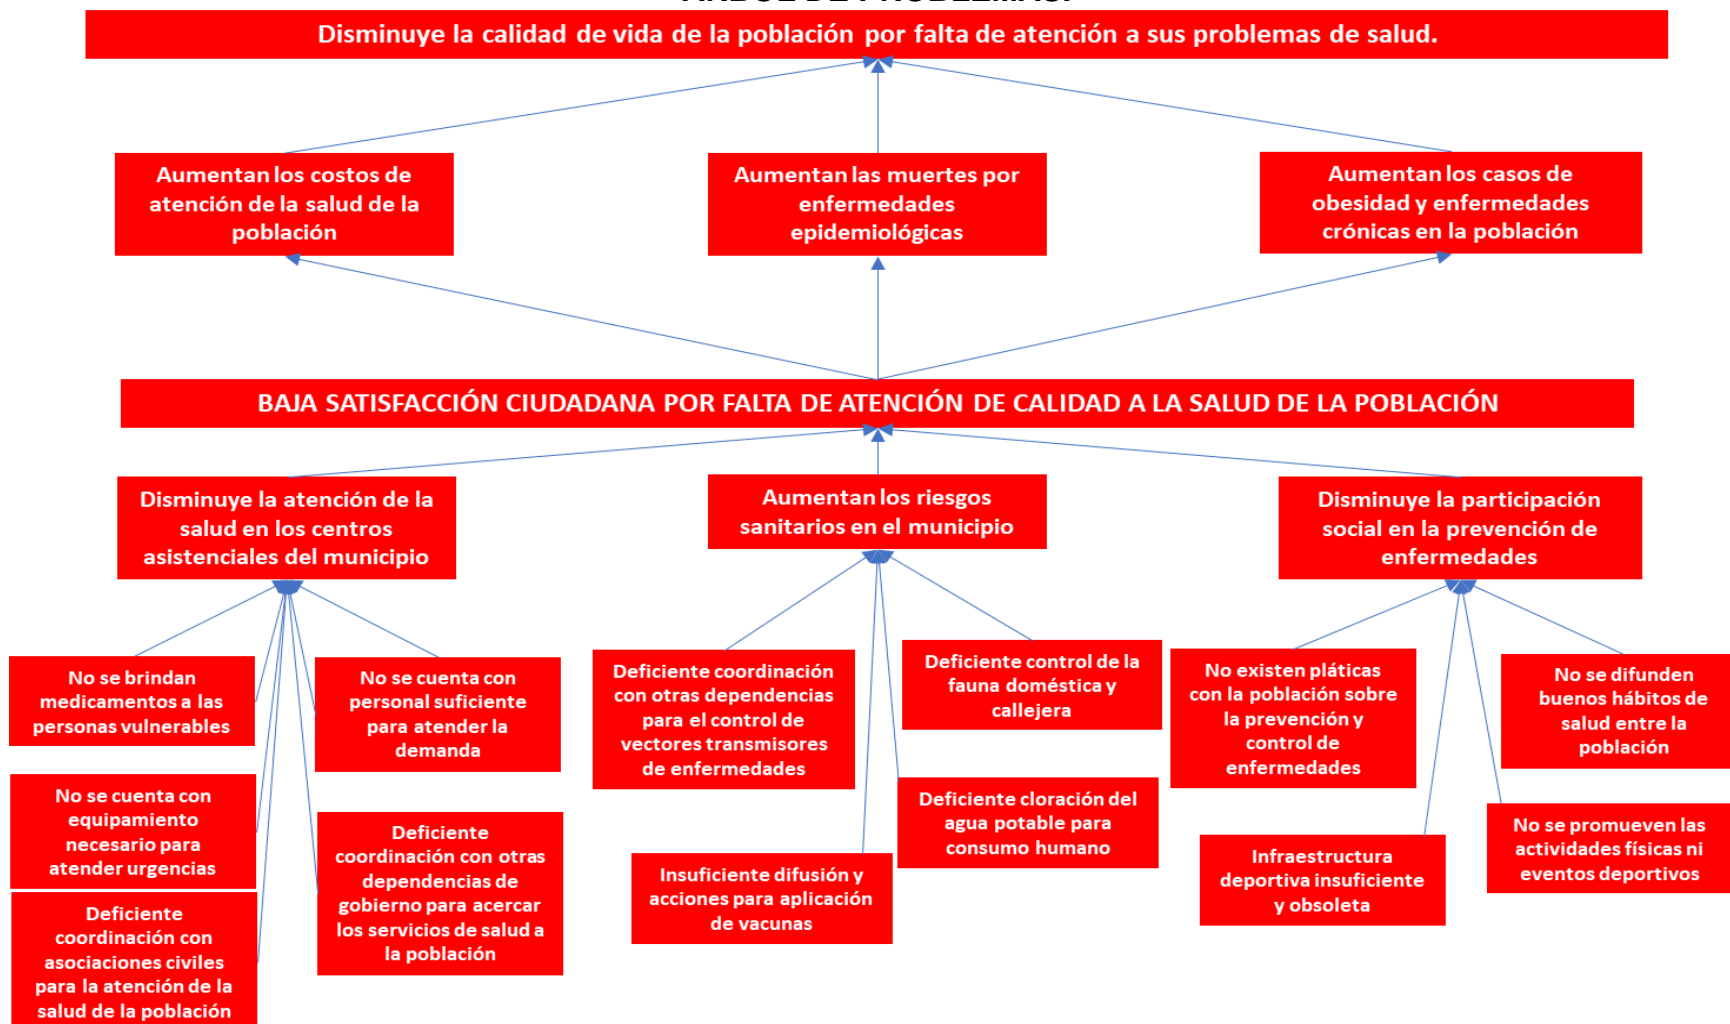 ÁRBOL DE PROBLEMAS.
Disminuye la calidad de vida de la población por falta de atención a sus problemas de salud.
Aumentan los costos de
atención de la salud de la
población
Aumentan las muertes por
enfermedades
epidemiológicas
Aumentan los casos de
obesidad y enfermedades
crónicas en la población
BAJA SATISFACCIÓN CIUDADANA POR FALTA DE ATENCIÓN DE CALIDAD A LA SALUD DE LA POBLACIÓN
Disminuye la atención de la
salud en los centros
asistenciales del municipio
Aumentan los riesgos
sanitarios en el municipio
Disminuye la participación
social en la prevención de
enfermedades
No se brindan
medicamentos a las
personas vulnerables
No se cuenta con
personal suficiente
para atender la
demanda
No se cuenta con
equipamiento
necesario para
atender urgencias
Deficiente
coordinación con otras
dependencias de
gobierno para acercar
los servicios de salud a
la población
Deficiente
coordinación con
asociaciones civiles
para la atención de la
salud de la población
Deficiente coordinación
con otras dependencias
para el control de
vectores transmisores
de enfermedades
Deficiente control de la
fauna doméstica y
callejera
Deficiente cloración del
agua potable para
consumo humano
Insuficiente difusión y
acciones para aplicación
de vacunas
No existen pláticas
con la población sobre
la prevención y
control de
enfermedades
No se difunden
buenos hábitos de
salud entre la
población
Infraestructura
deportiva insuficiente
y obsoleta
No se promueven las
actividades físicas ni
eventos deportivos